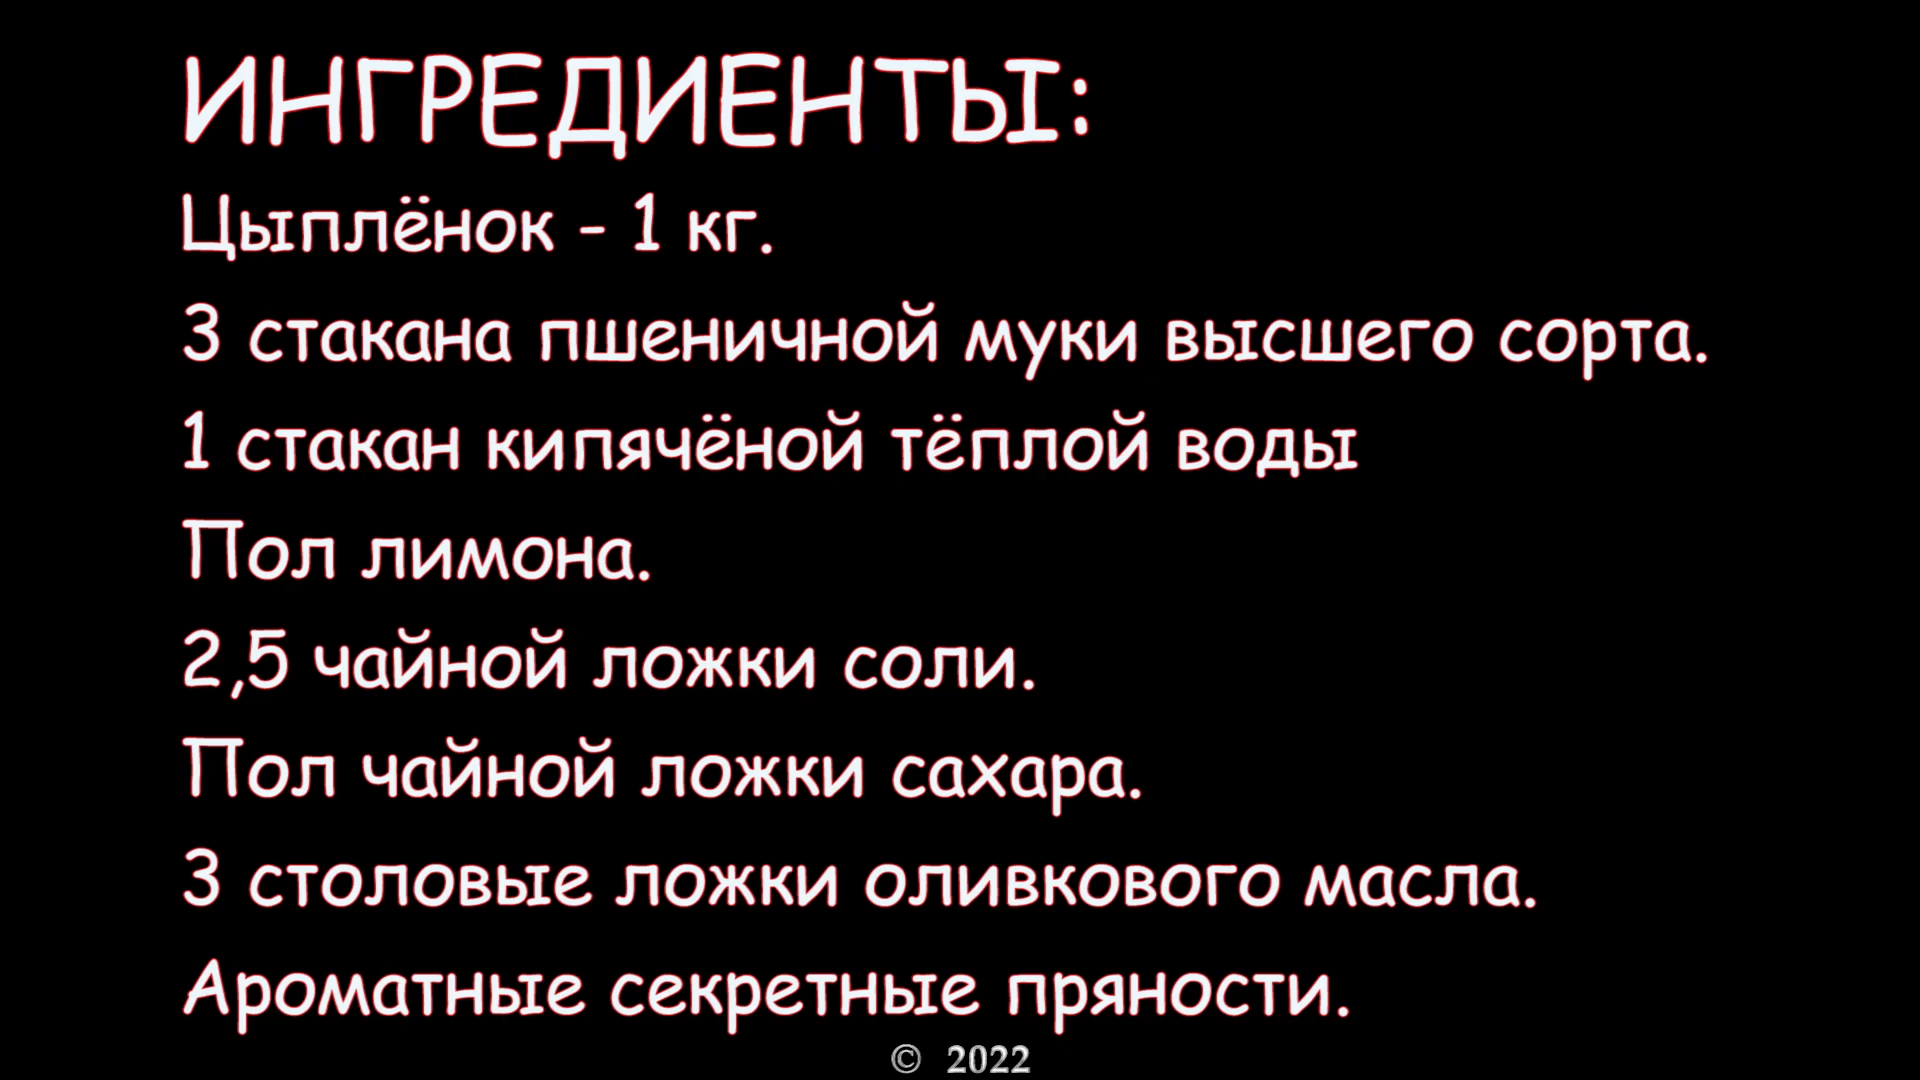 ИНГРЕДИЕНТЫ:
Цыплёнок - 1 кг.
3 стакана пшеничной муки высшего сорта.
1 стакан кипячёной тёплой воды
Пол лимона.
2,5 чайной ложки соли.
Пол чайной ложки сахара.
3 столовые ложки оливкового масла.
Ароматные секретные пряности.
© 2022